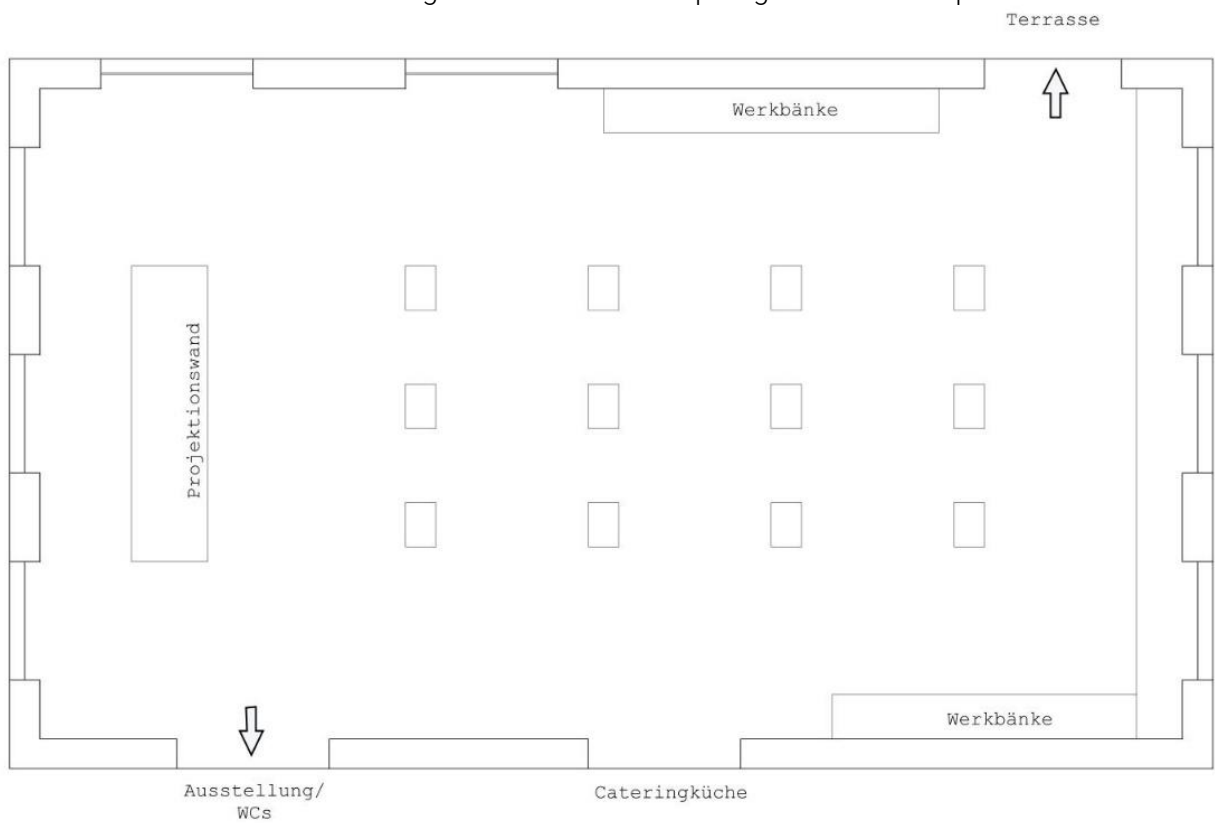 Terrasse
Werkbänke
Projektionswand
Werkbänke
Ausstellung/
WCs
Cateringküche